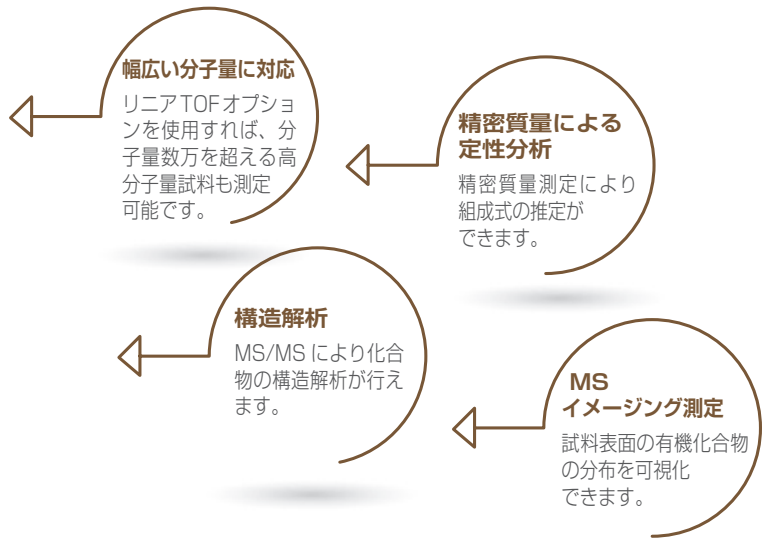 幅広い分子量に対応
リニアTOFオプショ
ンを使用すれば、分
子量数万を超える高
分子量試料も測定
可能です。
精密質量による
定性分析
精密質量測定により
組成式の推定が
できます。
構造解析
MS/MS により化合
物の構造解析が行え
ます。
MS
イメージング測定
試料表面の有機化合物
の分布を可視化
できます。